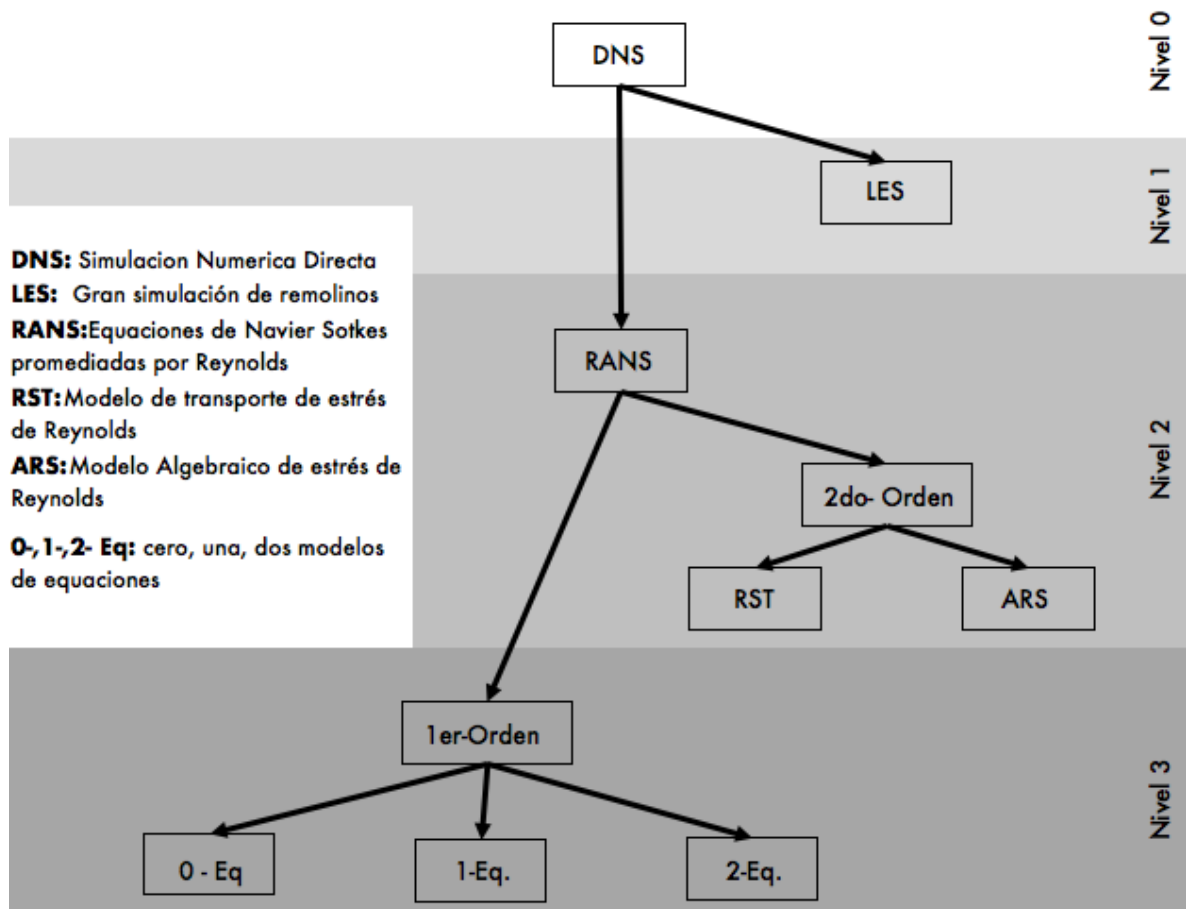 DNS
Nivel 0
LES
Nivel 1
DNS: Simulacion Numerica Directa
LES: Gran simulación de remolinos
RANS:Equaciones de Navier Sotkes
promediadas por Reynolds
RST:Modelo de transporte de estrés
de Reynolds
ARS:Modelo Algebraico de estrés de
Reynolds
0-,1-,2- Eq: cero, una, dos modelos
de equaciones
RANS
2do- Orden
Nivel 2
RST
ARS
1er-Orden
Nivel 3
0 - Eq
1-Eq.
2-Eq.